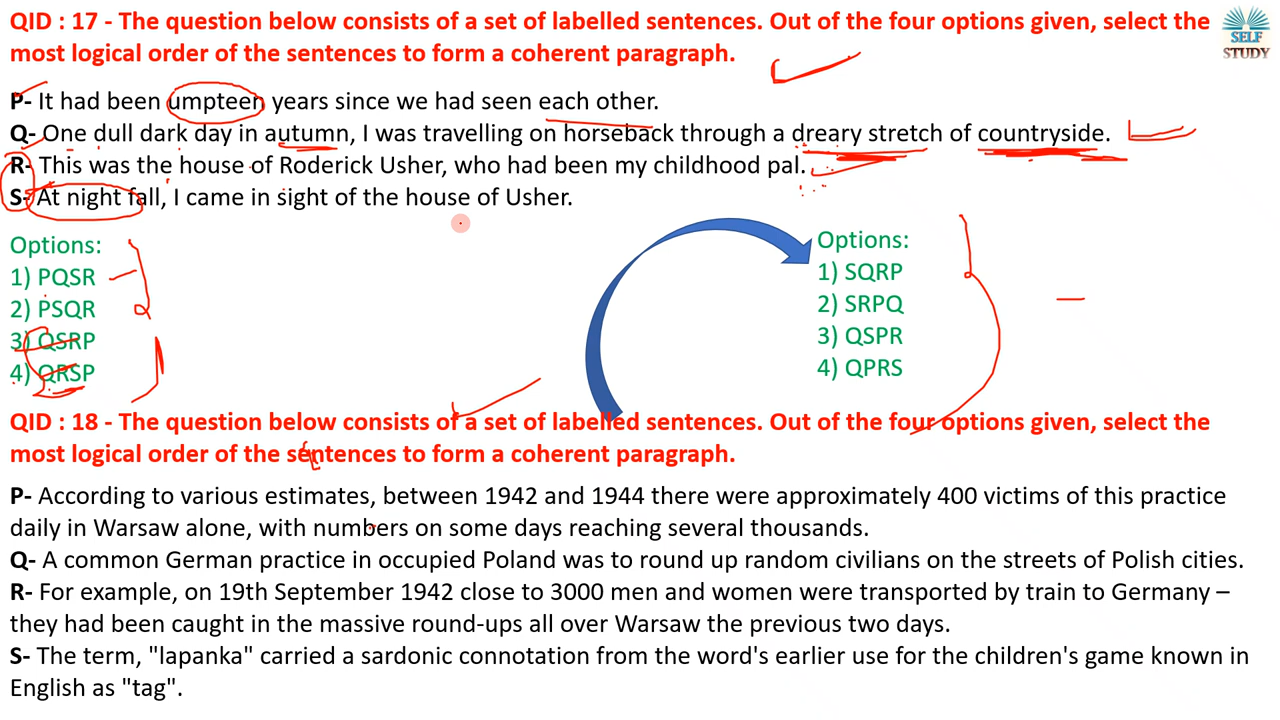 QID : 17 - The question below consists of a set of labelled sentences. Out of the four options given, select the
most logical order of the sentences to form a coherent paragraph.
SELF
STUDY
P- It had been umpteen years since we had seen each other.
Q- One dull dark day in autumn, I was travelling on horseback through a dreary stretch of countryside.
R- This was the house of Roderick Usher, who had been my childhood pal.
S- At night fall, I came in sight of the house of Usher.
Options:
1) PQSR
2) PSQR
3) QSRP
4) QRSP
Options:
1) SQRP
2) SRPQ
3) QSPR
4) QPRS
QID : 18 - The question below consists of a set of labelled sentences. Out of the four options given, select the
most logical order of the sentences to form a coherent paragraph.
P- According to various estimates, between 1942 and 1944 there were approximately 400 victims of this practice
daily in Warsaw alone, with numbers on some days reaching several thousands.
Q- A common German practice in occupied Poland was to round up random civilians on the streets of Polish cities.
R- For example, on 19th September 1942 close to 3000 men and women were transported by train to Germany –
they had been caught in the massive round-ups all over Warsaw the previous two days.
S- The term, "lapanka" carried a sardonic connotation from the word's earlier use for the children's game known in
English as "tag".